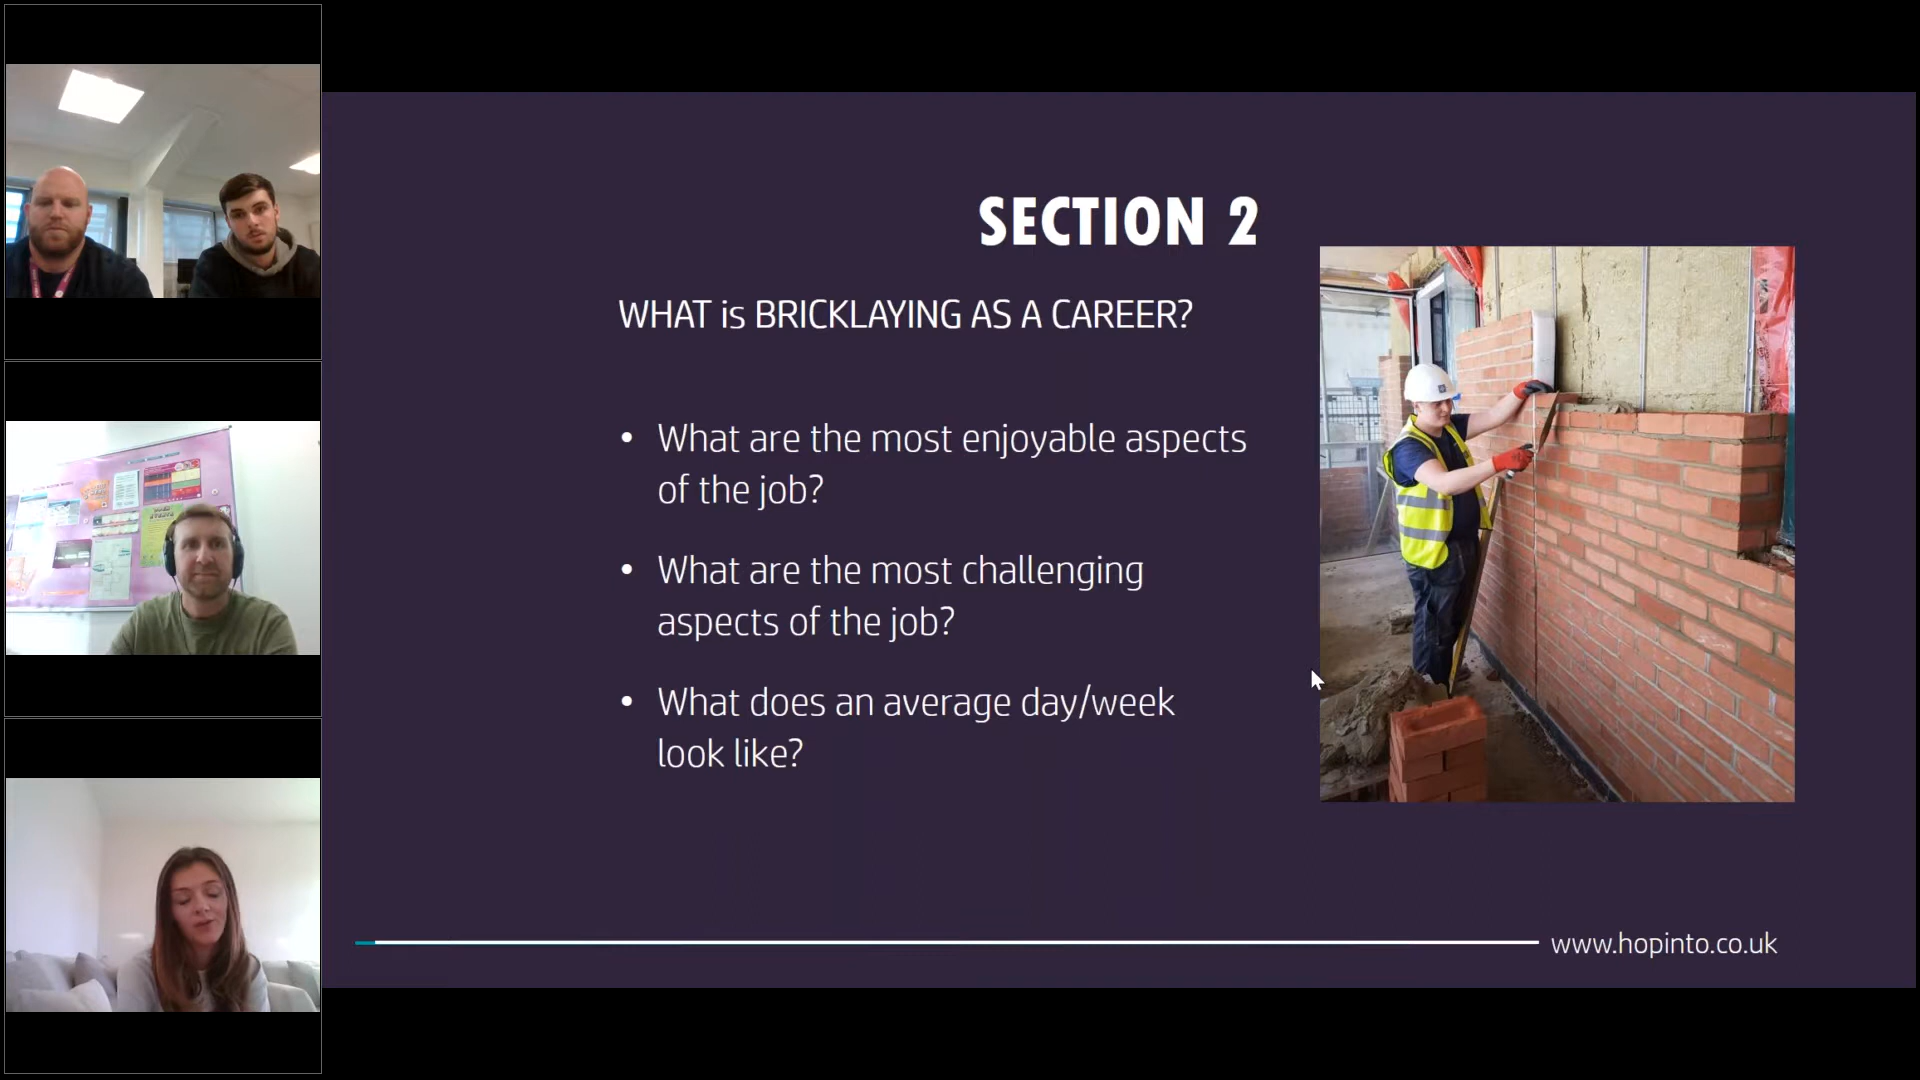 SECTION 2
WHAT is BRICKLAYING AS A CAREER?
• What are the most enjoyable aspects
of the job?
• What are the most challenging
aspects of the job?
• What does an average day/week
look like?
www.hopinto.co.uk